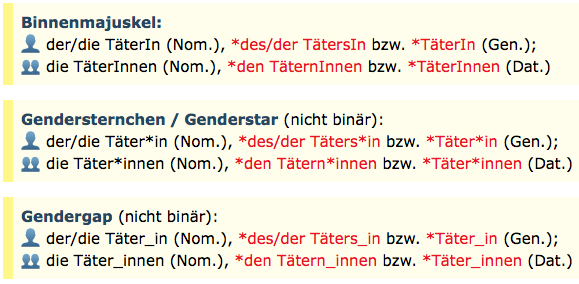 Binnenmajuskel:
der/die TäterIn (Nom.), *des/der TätersIn bzw. *TäterIn (Gen.);
die TäterInnen (Nom.), *den TäternInnen bzw. *TäterInnen (Dat.)
Gendersternchen / Genderstar (nicht binär):
der/die Täter*in (Nom.), *des/der Täters*in bzw. *Täter*in (Gen.);
die Täter*innen (Nom.), *den Tätern*innen bzw. *Täter*innen (Dat.)
Gendergap (nicht binär):
der/die Täter_in (Nom.), *des/der Täters_in bzw. *Täter_in (Gen.);
die Täter_innen (Nom.), *den Tätern_innen bzw. *Täter_innen (Dat.)